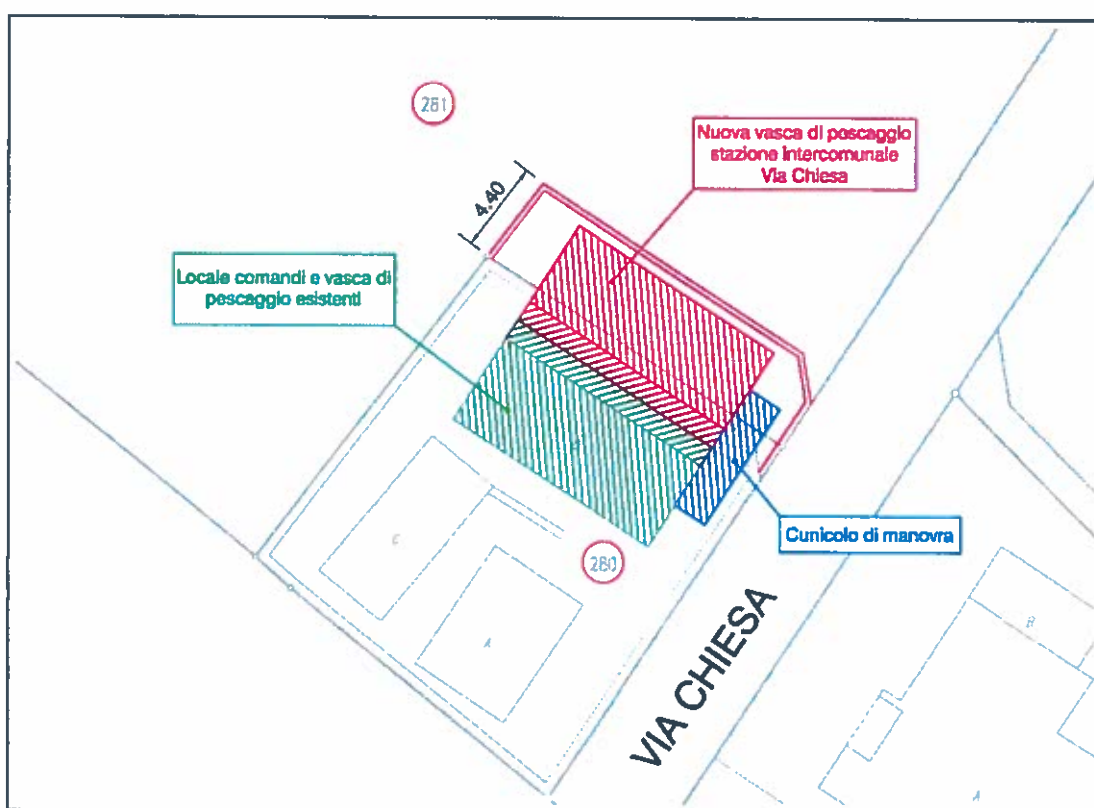 281
Nuova vasca di pescaggio
stazione intercomunale
Via Chiesa
4.40
Locale comandi e vasca di
pescaggio esistenti
C
280
Cunicolo di manovra
A
B
VIA CHIESA
A